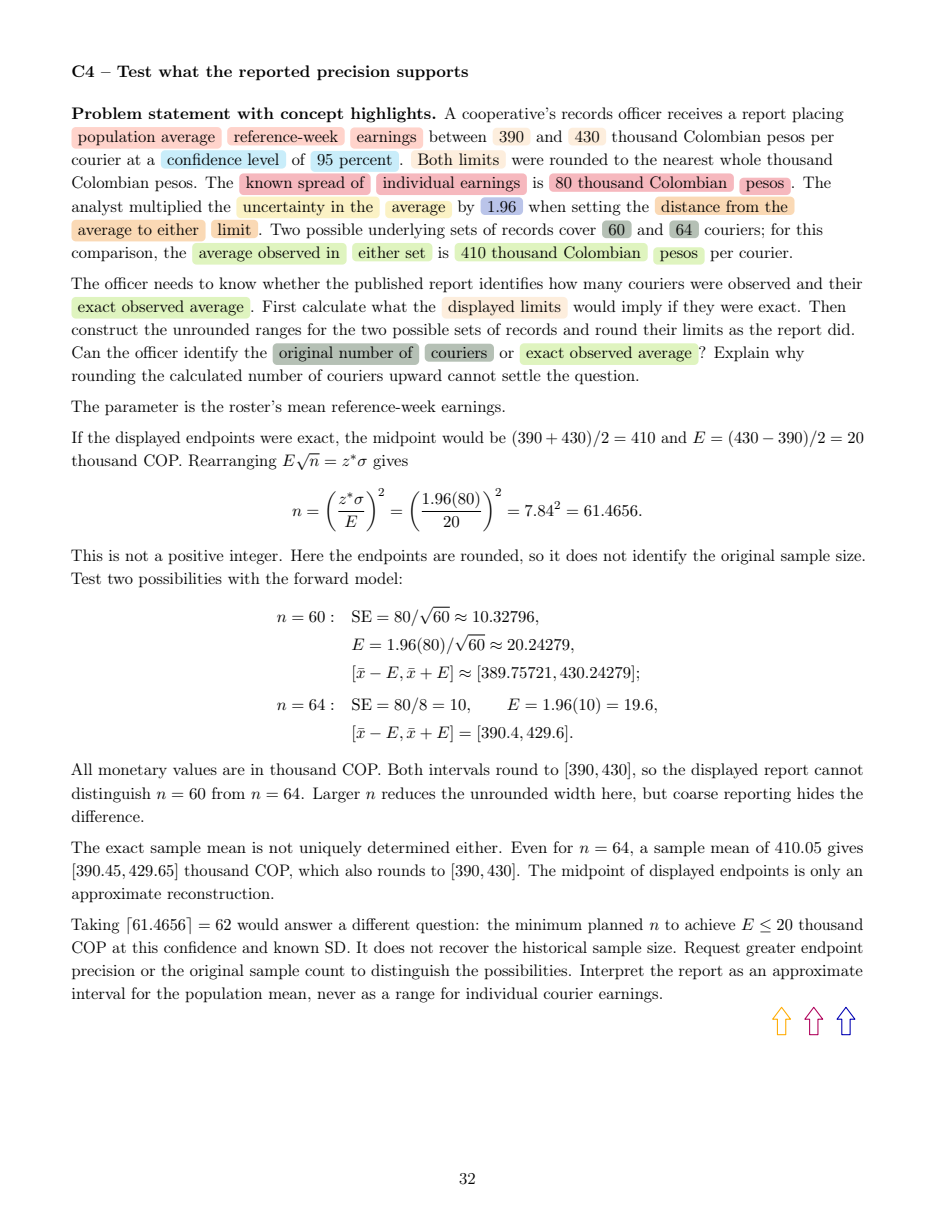 C4 – Test what the reported precision supports
Problem statement with concept highlights. A cooperative's records officer receives a report placing
population average reference-week earnings between 390 and 430 thousand Colombian pesos per
courier at a confidence level of 95 percent . Both limits were rounded to the nearest whole thousand
Colombian pesos. The known spread of individual earnings is 80 thousand Colombian pesos . The
analyst multiplied the uncertainty in the average by 1.96 when setting the distance from the
average to either limit . Two possible underlying sets of records cover 60 and 64 couriers; for this
comparison, the average observed in either set is 410 thousand Colombian pesos per courier.
The officer needs to know whether the published report identifies how many couriers were observed and their
exact observed average . First calculate what the displayed limits would imply if they were exact. Then
construct the unrounded ranges for the two possible sets of records and round their limits as the report did.
Can the officer identify the original number of couriers or exact observed average ? Explain why
rounding the calculated number of couriers upward cannot settle the question.
The parameter is the roster's mean reference-week earnings.
If the displayed endpoints were exact, the midpoint would be (390 + 430)/2 = 410 and E = (430 − 390)/2 = 20
thousand COP. Rearranging E√n = z*σ gives
n = (z*σ / E)² = (1.96(80) / 20)² = 7.84² = 61.4656.
This is not a positive integer. Here the endpoints are rounded, so it does not identify the original sample size.
Test two possibilities with the forward model:
n = 60 : SE = 80/√60 ≈ 10.32796,
E = 1.96(80)/√60 ≈ 20.24279,
[x̄ − E, x̄ + E] ≈ [389.75721, 430.24279];
n = 64 : SE = 80/8 = 10, E = 1.96(10) = 19.6,
[x̄ − E, x̄ + E] = [390.4, 429.6].
All monetary values are in thousand COP. Both intervals round to [390, 430], so the displayed report cannot
distinguish n = 60 from n = 64. Larger n reduces the unrounded width here, but coarse reporting hides the
difference.
The exact sample mean is not uniquely determined either. Even for n = 64, a sample mean of 410.05 gives
[390.45, 429.65] thousand COP, which also rounds to [390, 430]. The midpoint of displayed endpoints is only an
approximate reconstruction.
Taking ⌈61.4656⌉ = 62 would answer a different question: the minimum planned n to achieve E ≤ 20 thousand
COP at this confidence and known SD. It does not recover the historical sample size. Request greater endpoint
precision or the original sample count to distinguish the possibilities. Interpret the report as an approximate
interval for the population mean, never as a range for individual courier earnings.
32